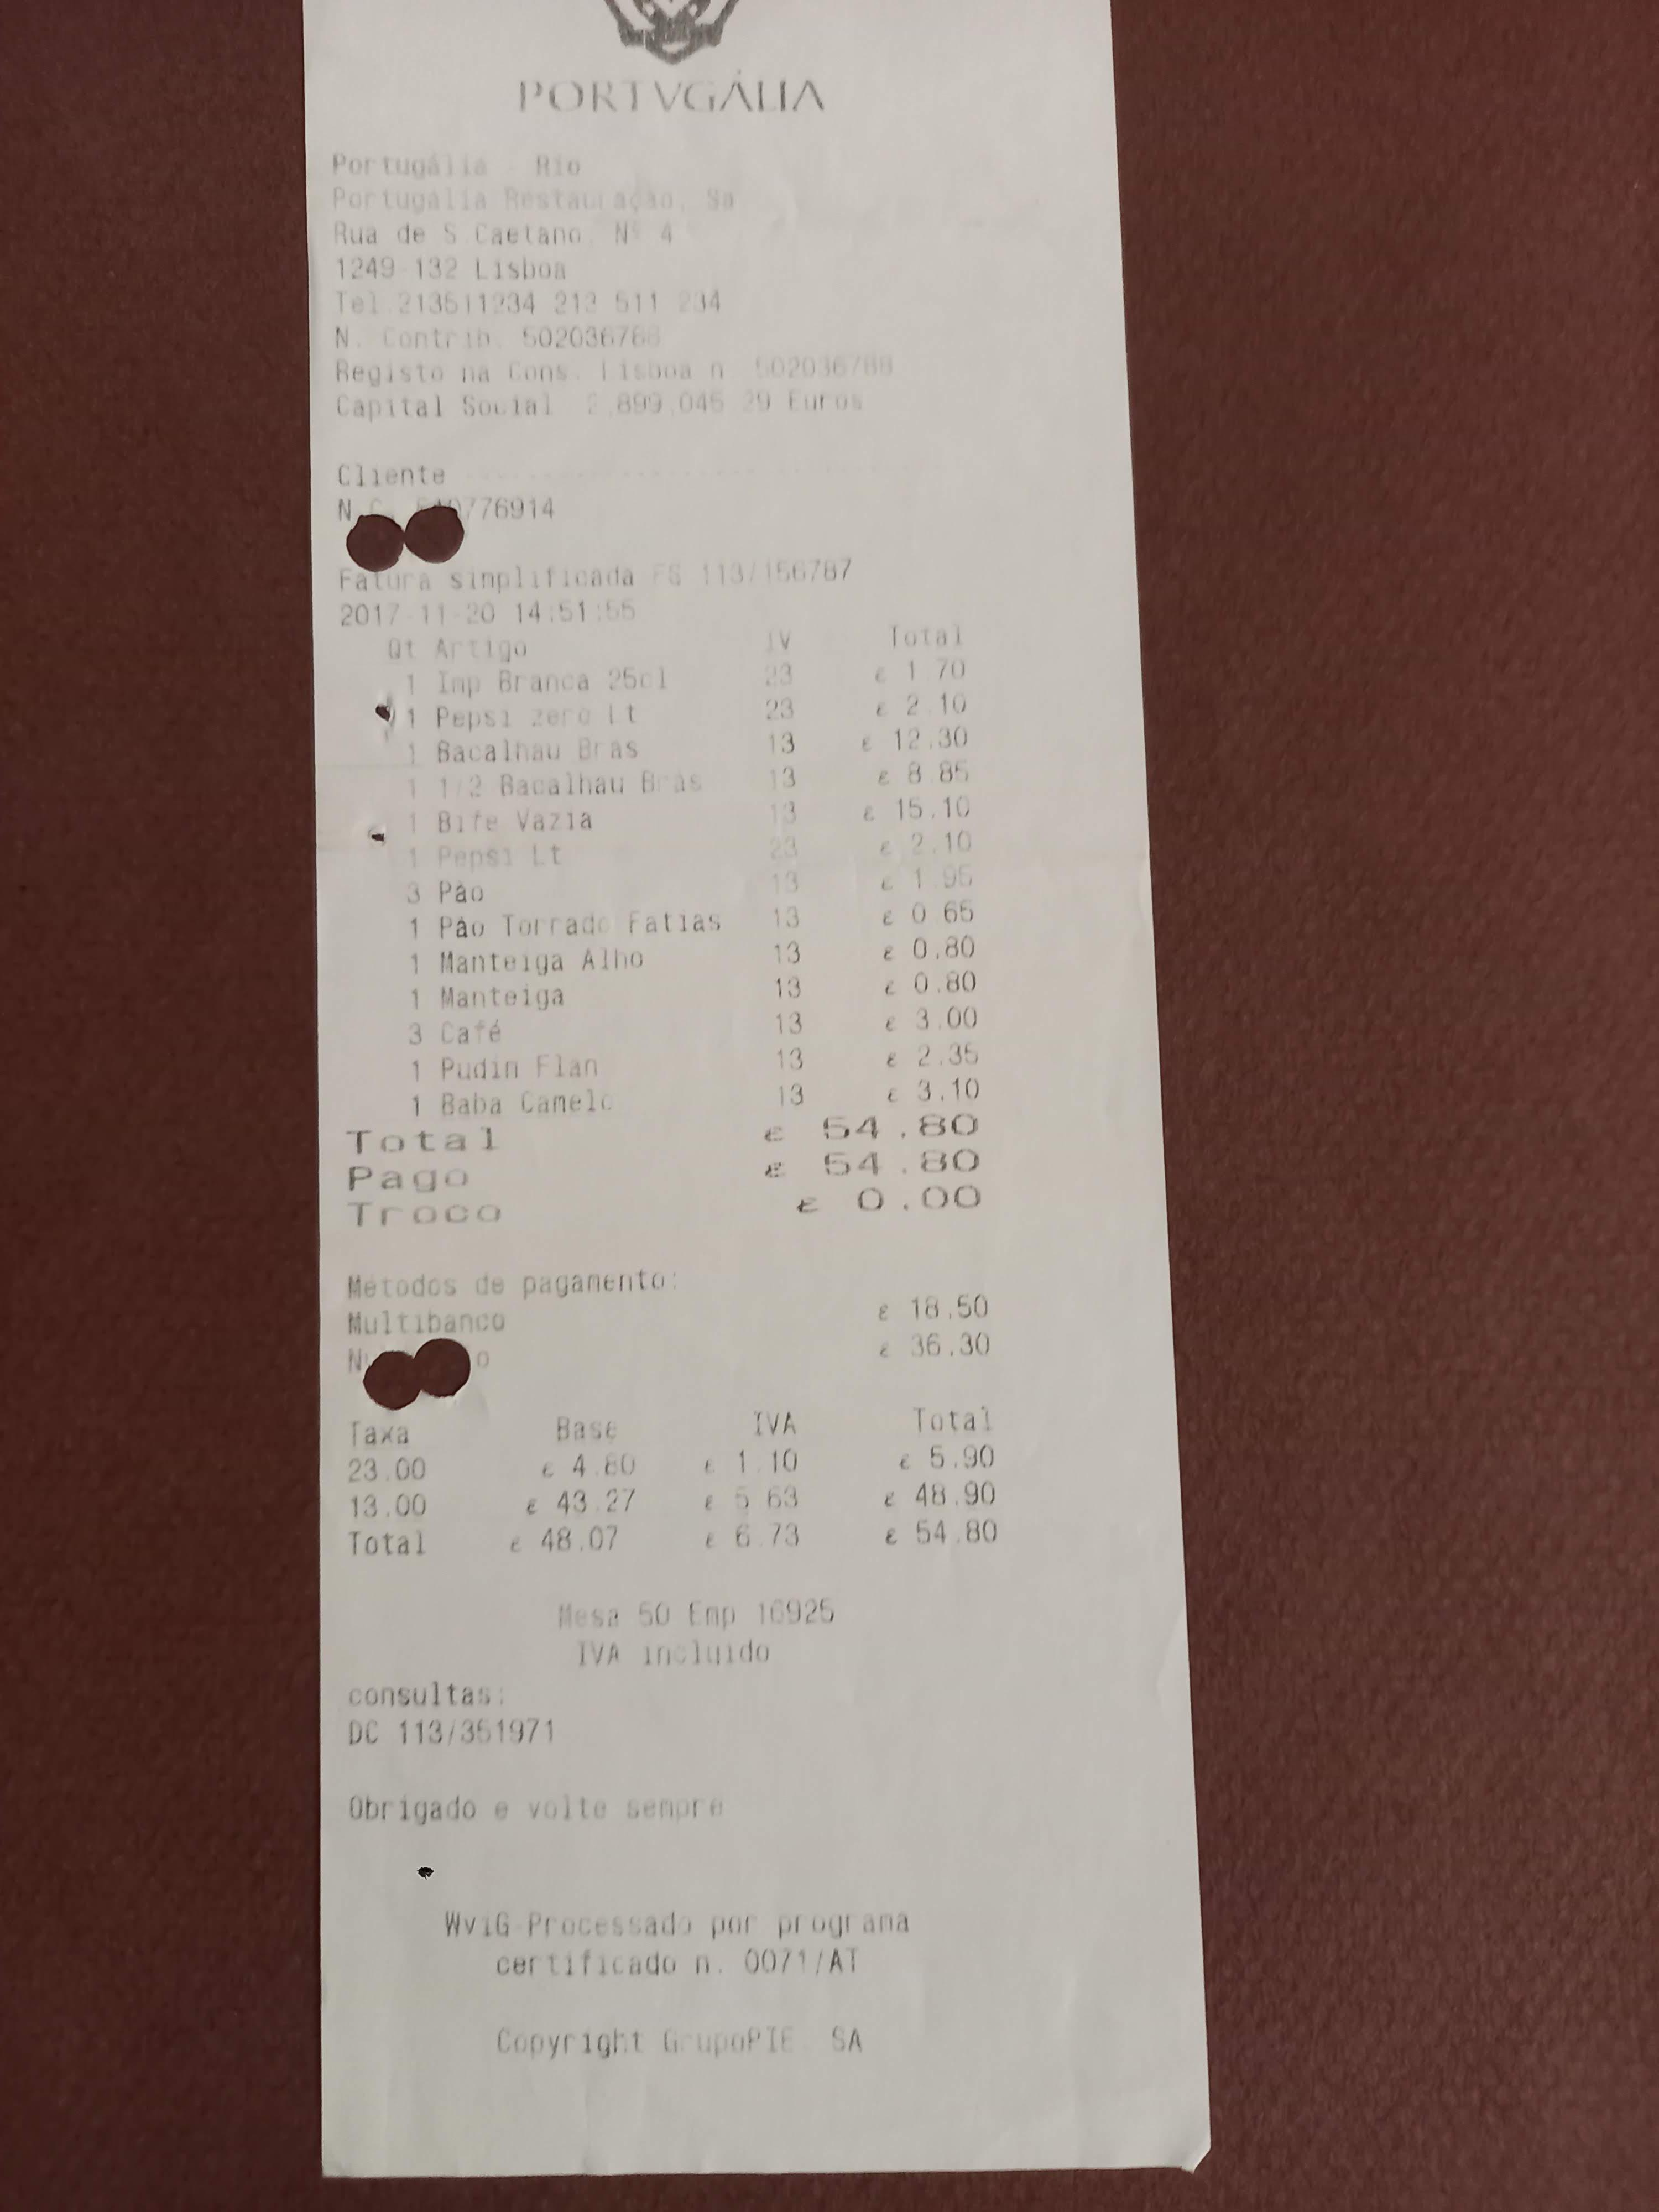 PORTVGÁLIA
Portugália - Rio
Portugália Restauração, Sa
Rua de S.Caetano, Nº 4
1249-132 Lisboa
Tel.213511234 213 511 234
N. Contrib. 502036788
Registo na Cons. Lisboa n. 502036788
Capital Social 2.899.045,29 Euros
Cliente
776914
Fatura simplificada FS 113/156787
2017-11-20 14:51:55
Qt Artigo IV Total
1 Imp Branca 25cl 23 € 1.70
1 Pepsi zero Lt 23 € 2.10
1 Bacalhau Brás 13 € 12.30
1 1/2 Bacalhau Brás 13 € 8.85
1 Bife Vazia 13 € 15.10
1 Pepsi Lt 23 € 2.10
3 Pão 13 € 1.95
1 Pão Torrado Fatias 13 € 0.65
1 Manteiga Alho 13 € 0.80
1 Manteiga 13 € 0.80
3 Café 13 € 3.00
1 Pudim Flan 13 € 2.35
1 Baba Camelo 13 € 3.10
Total € 54.80
Pago € 54.80
Troco € 0.00
Métodos de pagamento:
Multibanco € 18.50
€ 36.30
Taxa Base IVA Total
23.00 € 4.80 € 1.10 € 5.90
13.00 € 43.27 € 5.63 € 48.90
Total € 48.07 € 6.73 € 54.80
Mesa 50 Emp 16925
IVA incluido
consultas:
DC 113/351971
Obrigado e volte sempre
WviG-Processado por programa
certificado n. 0071/AT
Copyright GrupoPIE, SA